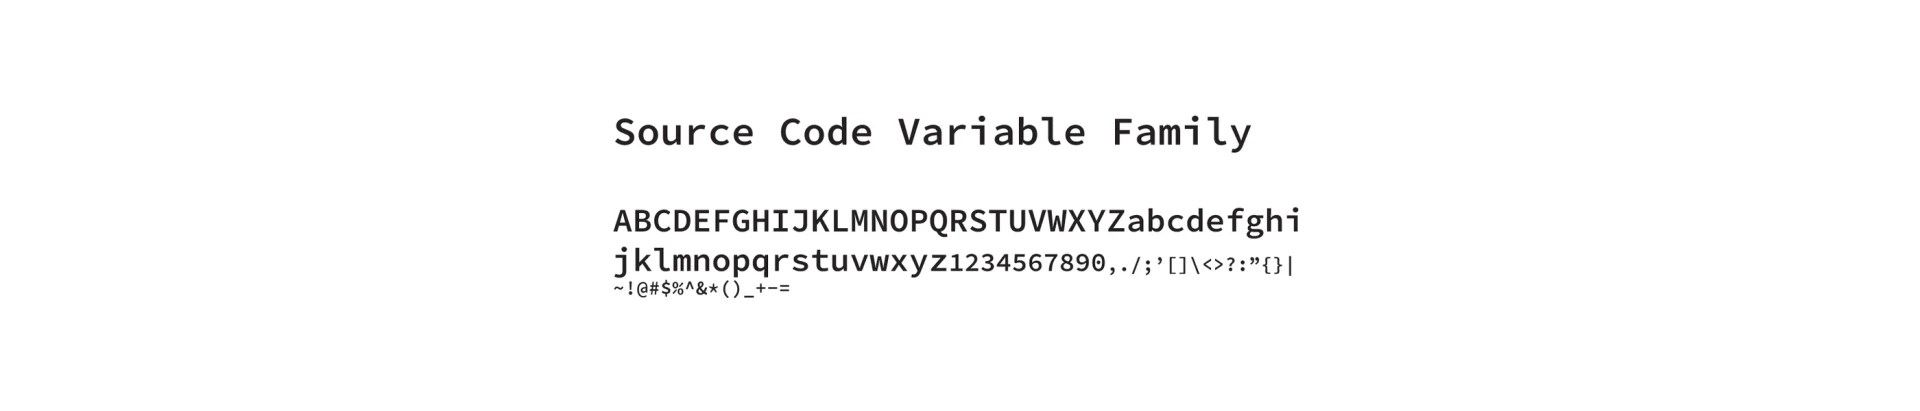 Source Code Variable Family
ABCDEFGHIJKLMNOPQRSTUVWXYZabcdefghi
jklmnopqrstuvwxyz1234567890,./;’[]\<>?:”{}|
~!@#$%^&*()_+−=